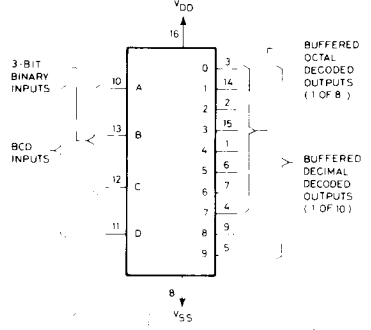 VDD
16
3-BIT
BINARY
INPUTS
BCD
INPUTS
10 A
13 B
12 C
11 D
0 3
1 14
2 2
3 15
4 1
5 6
6 7
7 4
8 9
9 5
BUFFERED
OCTAL
DECODED
OUTPUTS
(1 OF 8)
BUFFERED
DECIMAL
DECODED
OUTPUTS
(1 OF 10)
8
VSS